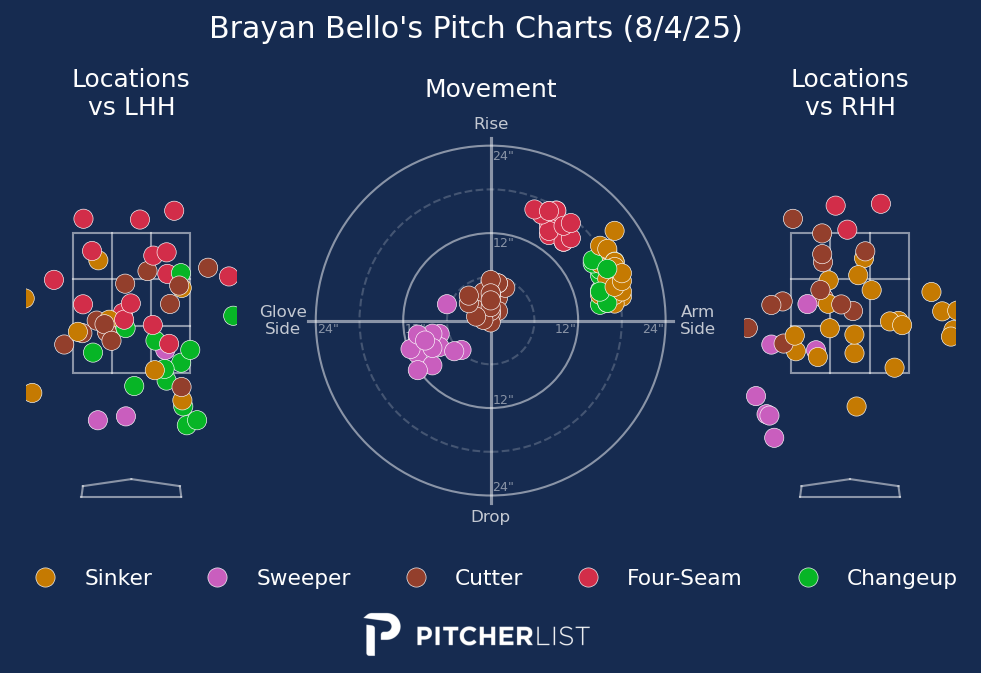 Brayan Bello's Pitch Charts (8/4/25)
Locations
vs LHH
Movement
Locations
vs RHH
Rise
24"
12"
Glove
Side
24"
12"
24"
Arm
Side
12"
24"
Drop
Sinker
Sweeper
Cutter
Four-Seam
Changeup
PITCHERLIST